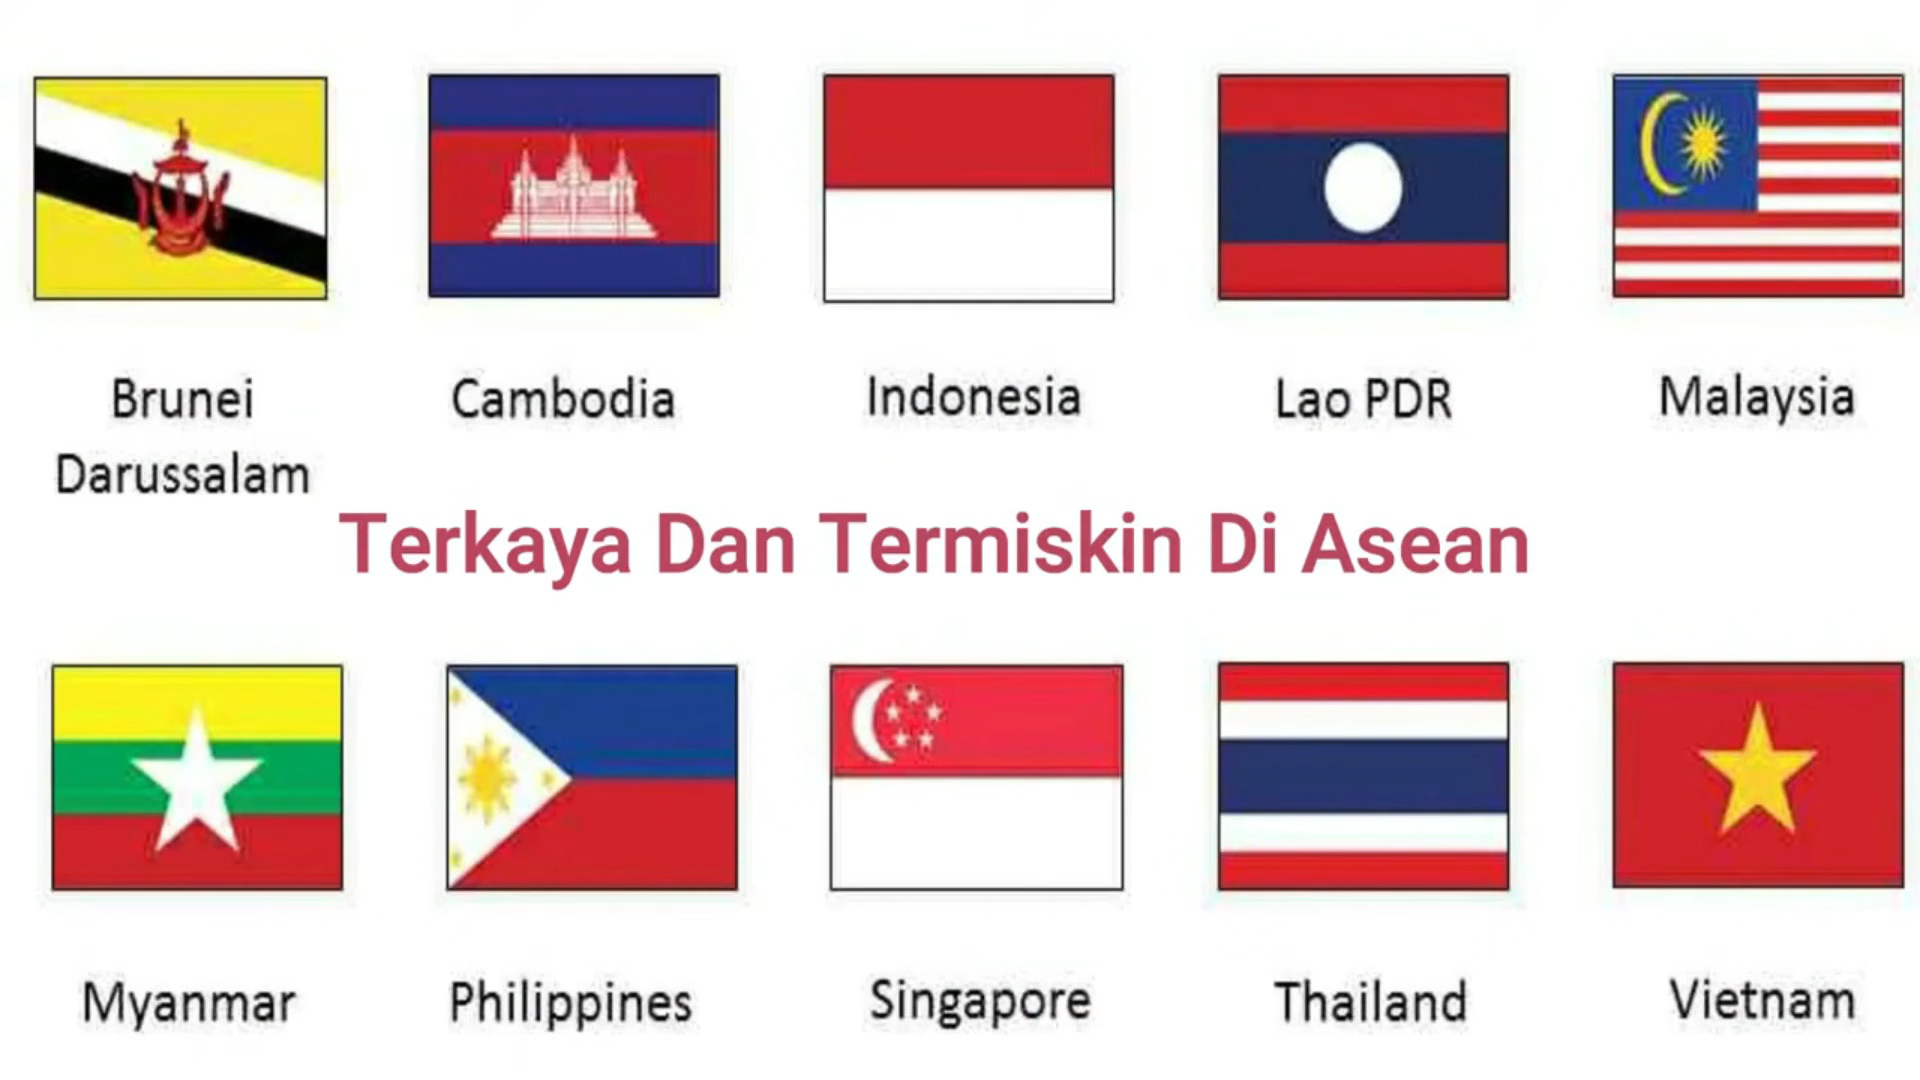 Brunei
Darussalam
Cambodia
Indonesia
Lao PDR
Malaysia
Terkaya Dan Termiskin Di Asean
Myanmar
Philippines
Singapore
Thailand
Vietnam